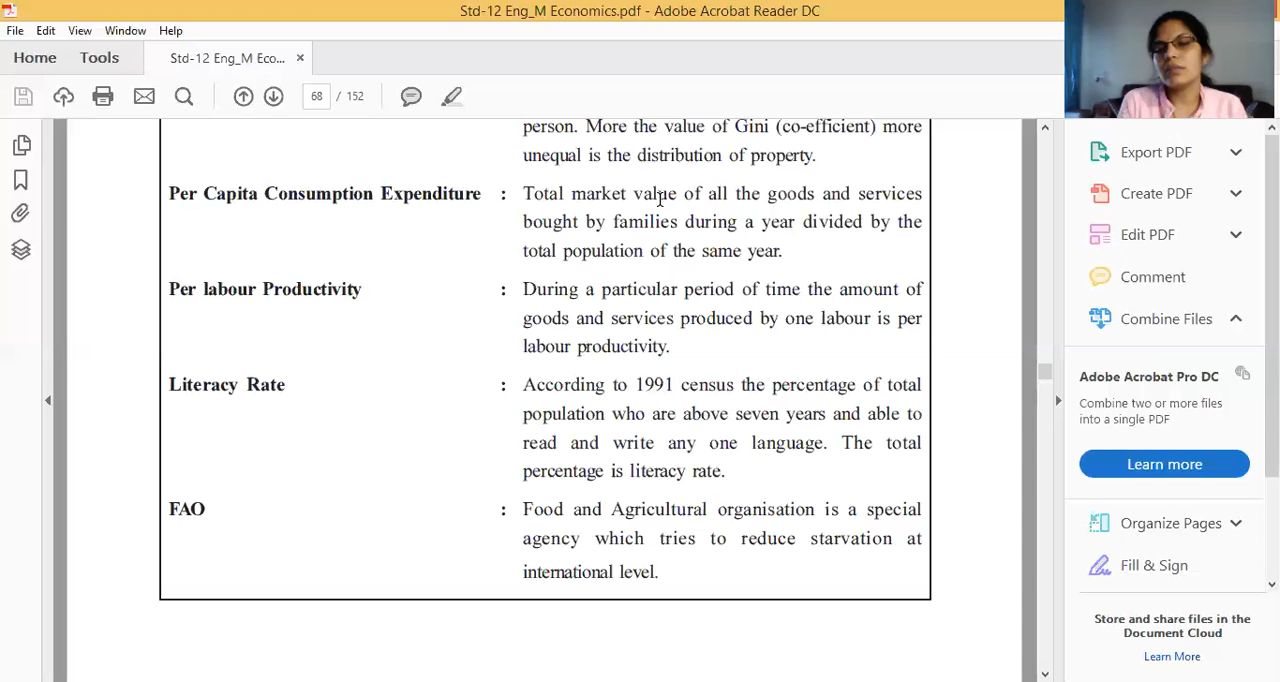 Std-12 Eng_M Economics.pdf - Adobe Acrobat Reader DC
File Edit View Window Help
Home Tools Std-12 Eng_M Eco... ×
68 / 152
person. More the value of Gini (co-efficient) more
unequal is the distribution of property.
Per Capita Consumption Expenditure : Total market value of all the goods and services
bought by families during a year divided by the
total population of the same year.
Per labour Productivity : During a particular period of time the amount of
goods and services produced by one labour is per
labour productivity.
Literacy Rate : According to 1991 census the percentage of total
population who are above seven years and able to
read and write any one language. The total
percentage is literacy rate.
FAO : Food and Agricultural organisation is a special
agency which tries to reduce starvation at
international level.
Export PDF
Create PDF
Edit PDF
Comment
Combine Files
Adobe Acrobat Pro DC
Combine two or more files
into a single PDF
Learn more
Organize Pages
Fill & Sign
Store and share files in the
Document Cloud
Learn More